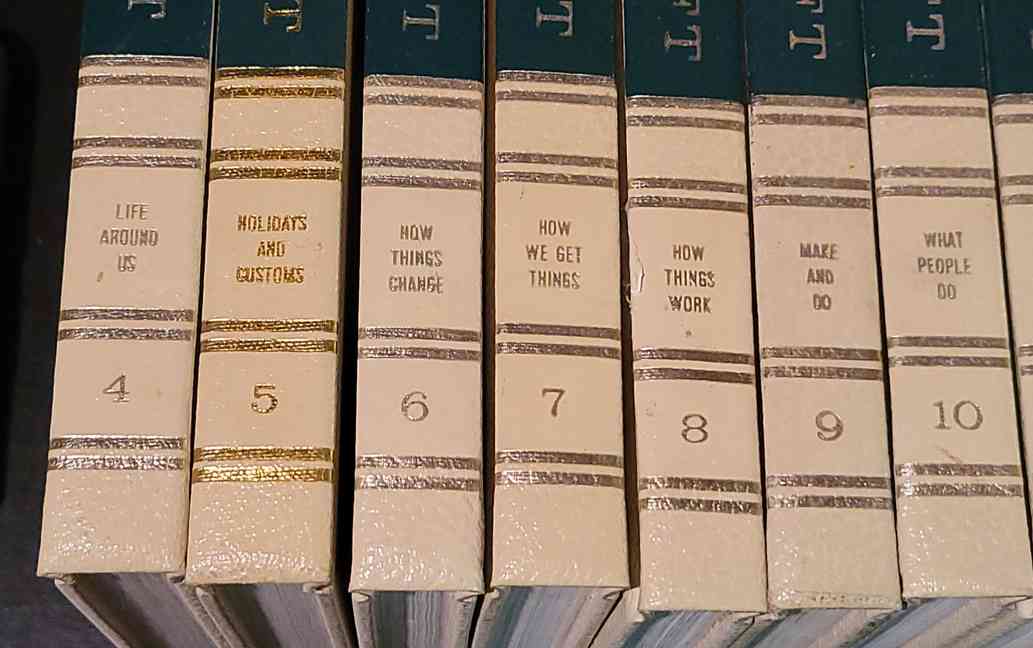 LIFE
AROUND
US
4
HOLIDAYS
AND
CUSTOMS
5
HOW
THINGS
CHANGE
6
HOW
WE GET
THINGS
7
HOW
THINGS
WORK
8
MAKE
AND
DO
9
WHAT
PEOPLE
DO
10